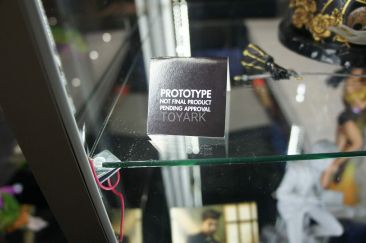 PROTOTYPE
NOT FINAL PRODUCT
PENDING APPROVAL
TOYARK